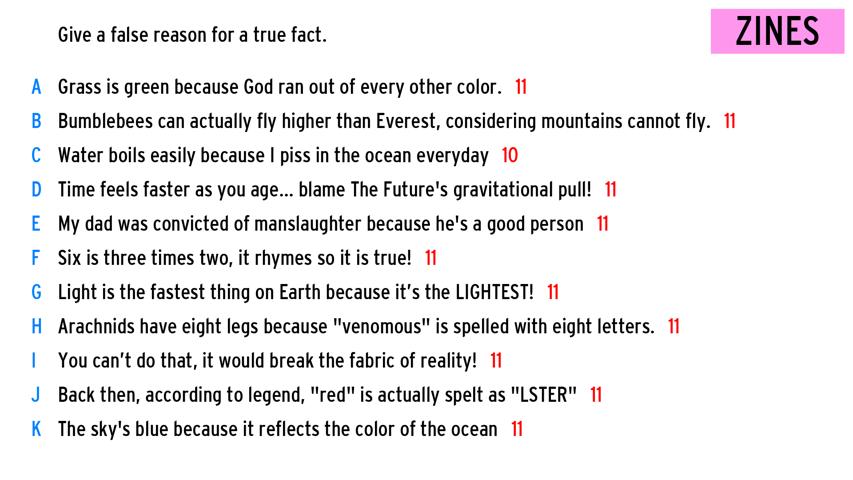 Give a false reason for a true fact.
ZINES
A Grass is green because God ran out of every other color. 11
B Bumblebees can actually fly higher than Everest, considering mountains cannot fly. 11
C Water boils easily because I piss in the ocean everyday 10
D Time feels faster as you age... blame The Future's gravitational pull! 11
E My dad was convicted of manslaughter because he's a good person 11
F Six is three times two, it rhymes so it is true! 11
G Light is the fastest thing on Earth because it’s the LIGHTEST! 11
H Arachnids have eight legs because "venomous" is spelled with eight letters. 11
I You can’t do that, it would break the fabric of reality! 11
J Back then, according to legend, "red" is actually spelt as "LSTER" 11
K The sky's blue because it reflects the color of the ocean 11